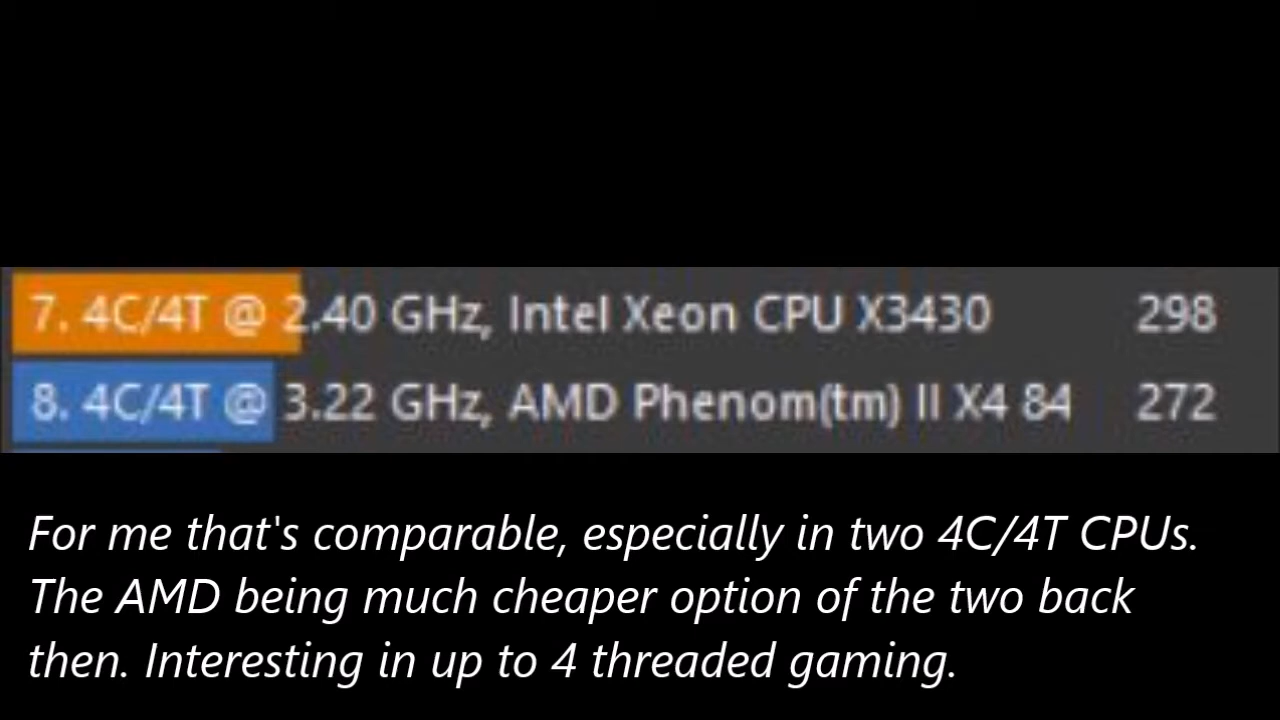 7. 4C/4T @ 2.40 GHz, Intel Xeon CPU X3430 298
8. 4C/4T @ 3.22 GHz, AMD Phenom(tm) II X4 84 272
For me that's comparable, especially in two 4C/4T CPUs.
The AMD being much cheaper option of the two back
then. Interesting in up to 4 threaded gaming.